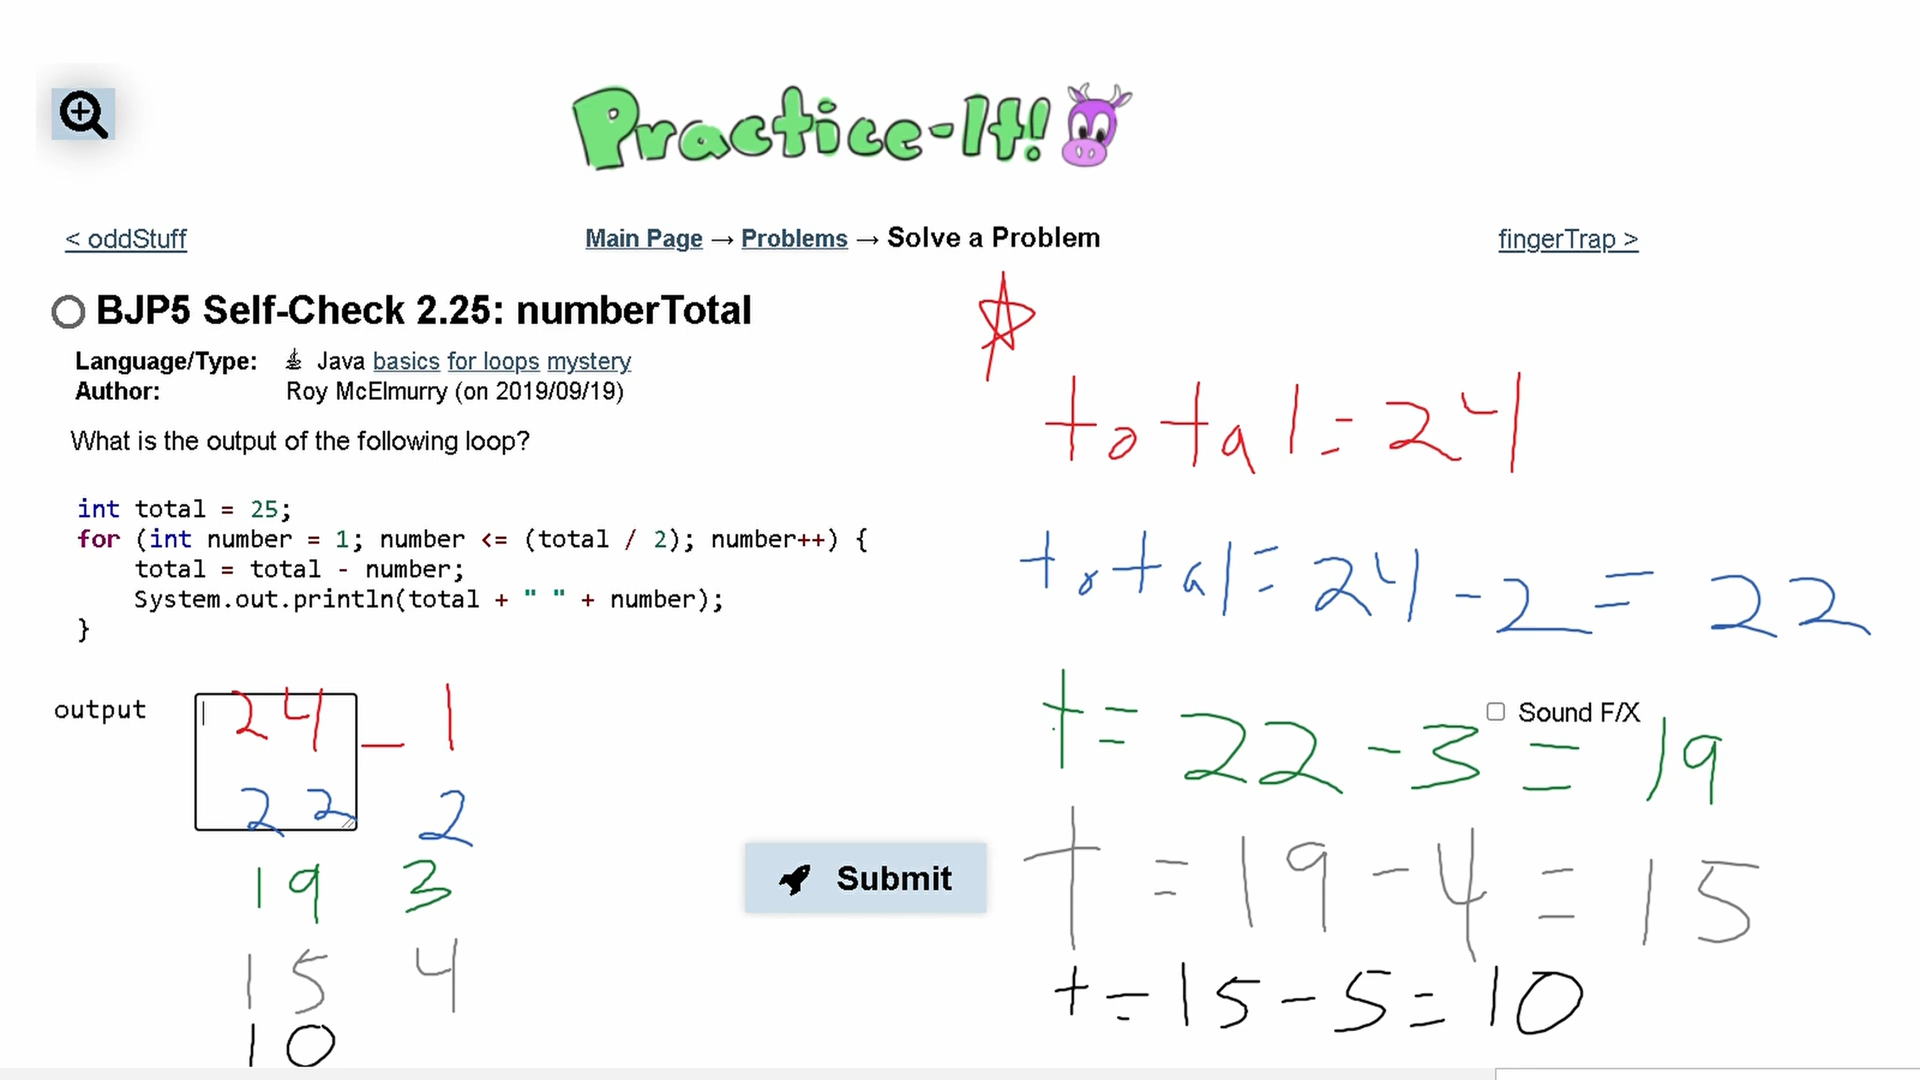 Practice-It!
< oddStuff
Main Page → Problems → Solve a Problem
fingerTrap >
BJP5 Self-Check 2.25: numberTotal
Language/Type: Java basics for loops mystery
Author: Roy McElmurry (on 2019/09/19)
What is the output of the following loop?
int total = 25;
for (int number = 1; number <= (total / 2); number++) {
    total = total - number;
    System.out.println(total + " " + number);
}
output
24 _ 1
22 2
19 3
15 4
10
Submit
Sound F/X
total = 24
total = 24 - 2 = 22
t = 22 - 3 = 19
t = 19 - 4 = 15
t = 15 - 5 = 10